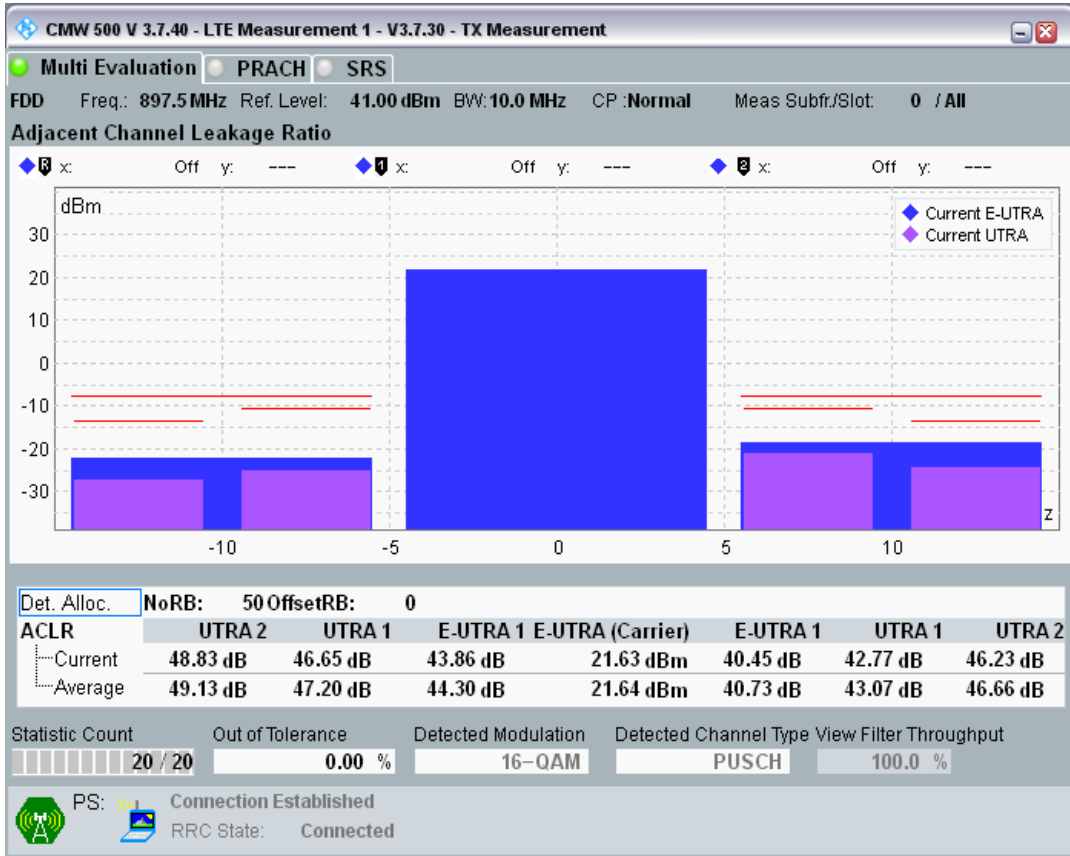 CMW 500 V 3.7.40 - LTE Measurement 1 - V3.7.30 - TX Measurement
Multi Evaluation PRACH SRS
FDD Freq.: 897.5 MHz Ref. Level: 41.00 dBm BW: 10.0 MHz CP :Normal Meas Subfr./Slot: 0 / All
Adjacent Channel Leakage Ratio
R x: Off y: --- 1 x: Off y: --- 2 x: Off y: ---
dBm
Current E-UTRA
Current UTRA
30
20
10
0
-10
-20
-30
z
-10 -5 0 5 10
Det. Alloc. NoRB: 50 OffsetRB: 0
ACLR UTRA 2 UTRA 1 E-UTRA 1 E-UTRA (Carrier) E-UTRA 1 UTRA 1 UTRA 2
Current 48.83 dB 46.65 dB 43.86 dB 21.63 dBm 40.45 dB 42.77 dB 46.23 dB
Average 49.13 dB 47.20 dB 44.30 dB 21.64 dBm 40.73 dB 43.07 dB 46.66 dB
Statistic Count Out of Tolerance Detected Modulation Detected Channel Type View Filter Throughput
20 / 20 0.00 % 16-QAM PUSCH 100.0 %
PS: Connection Established
RRC State: Connected